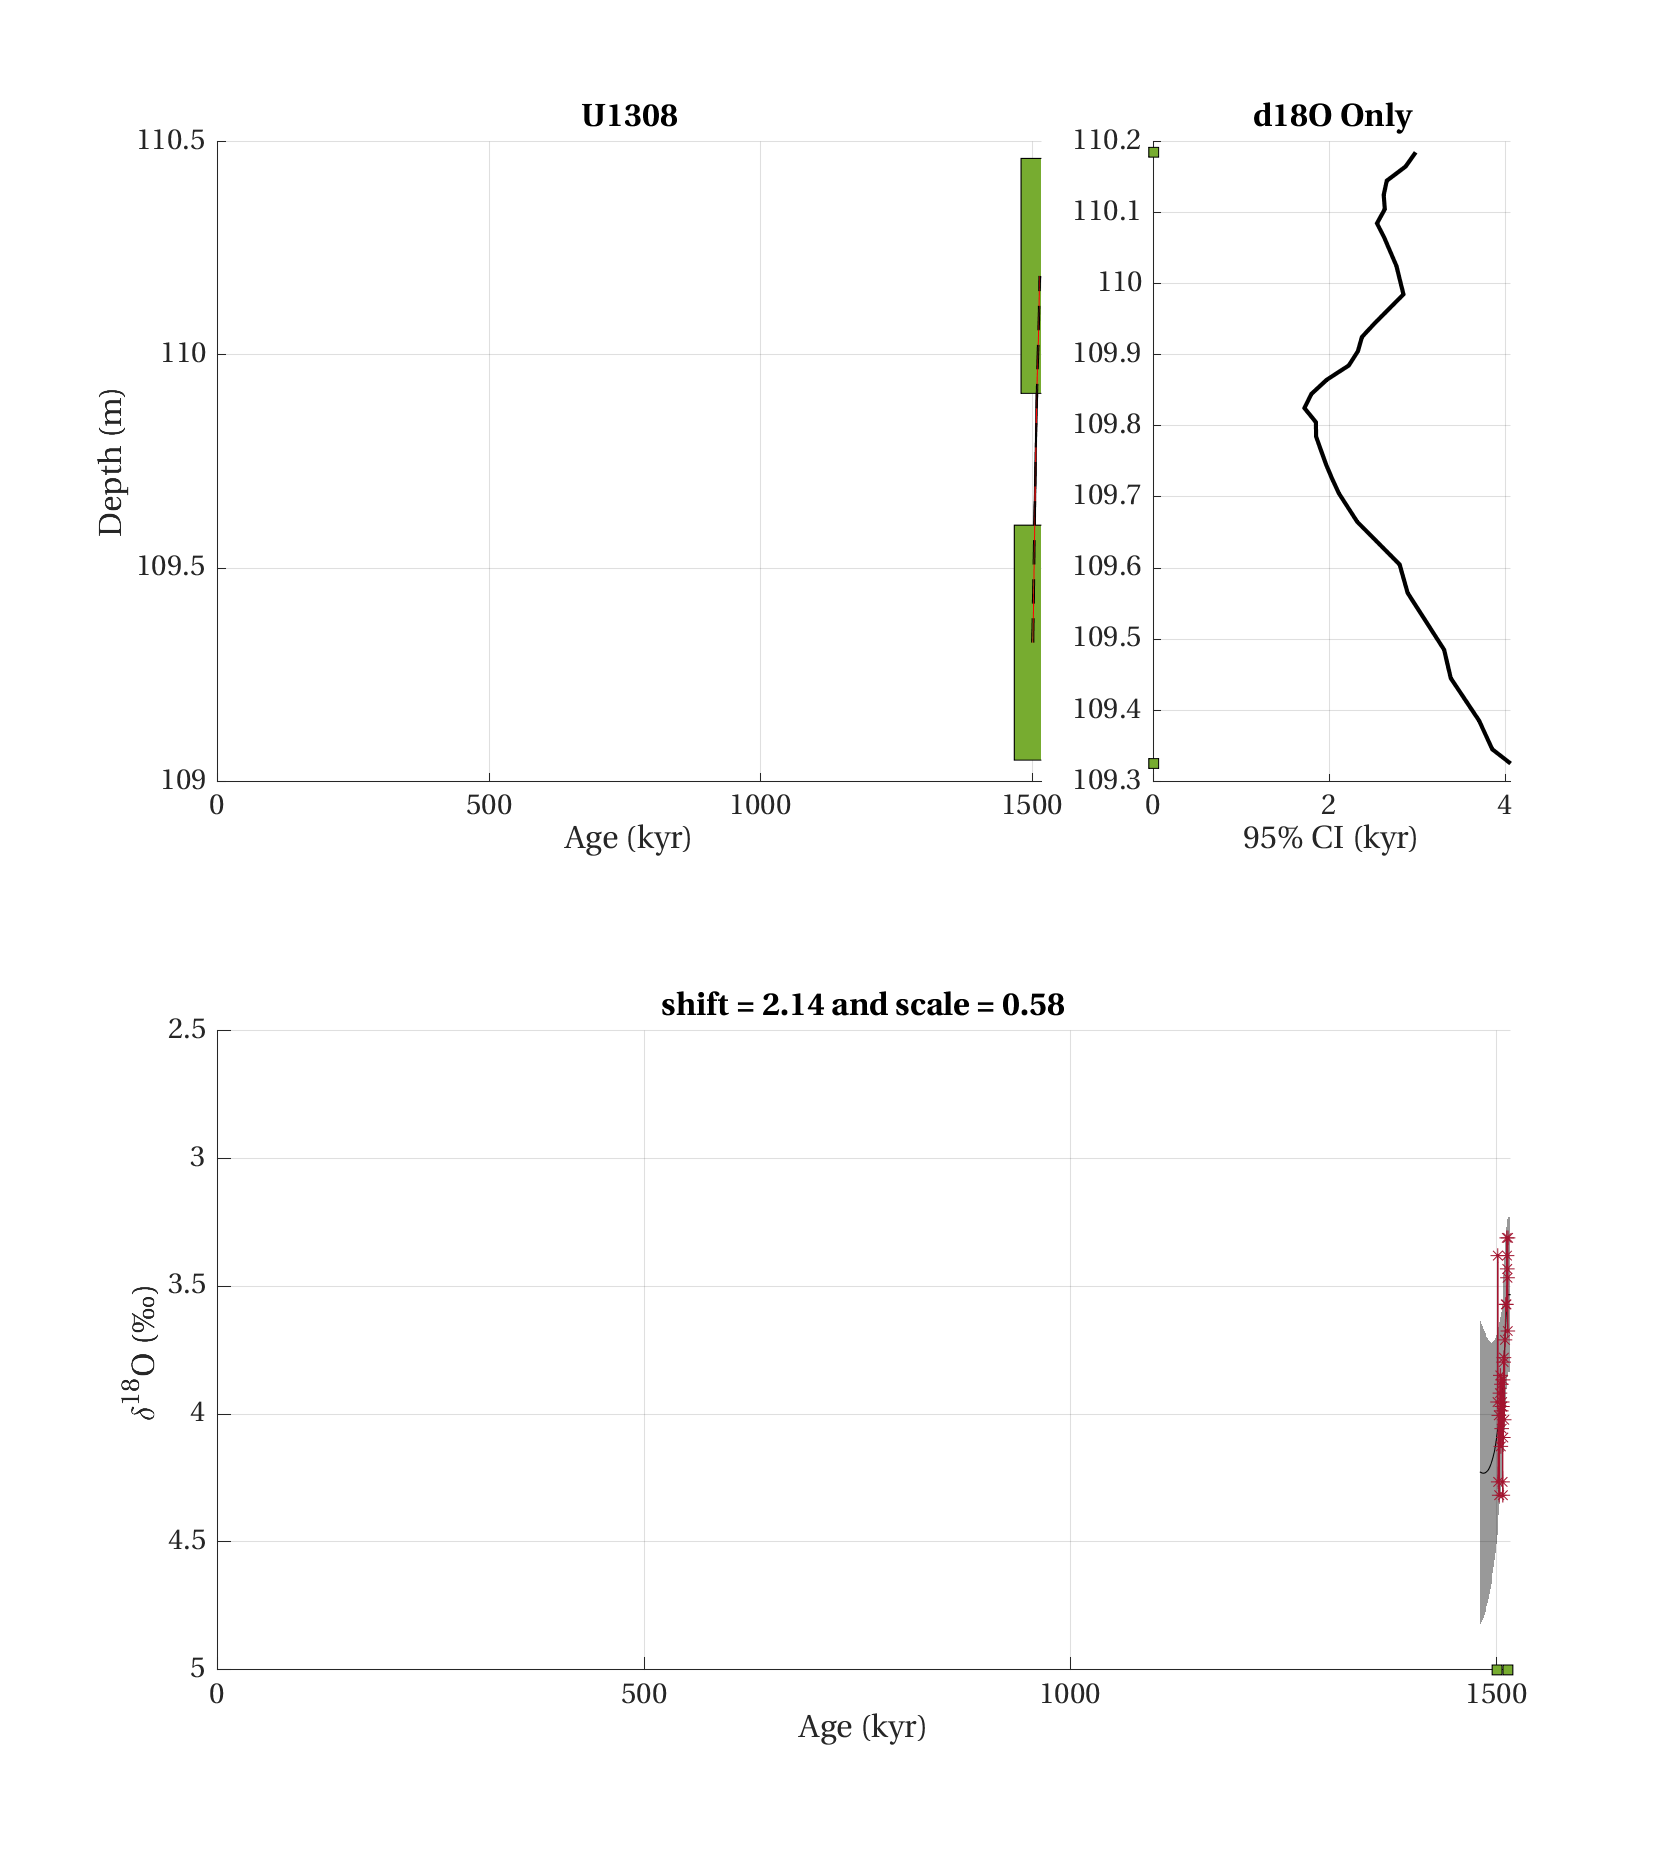 U1308
110.5
110
109.5
109
Depth (m)
0 500 1000 1500
Age (kyr)
d18O Only
110.2
110.1
110
109.9
109.8
109.7
109.6
109.5
109.4
109.3
0 2 4
95% CI (kyr)
shift = 2.14 and scale = 0.58
2.5
3
3.5
4
4.5
5
δ¹⁸O (‰)
0 500 1000 1500
Age (kyr)